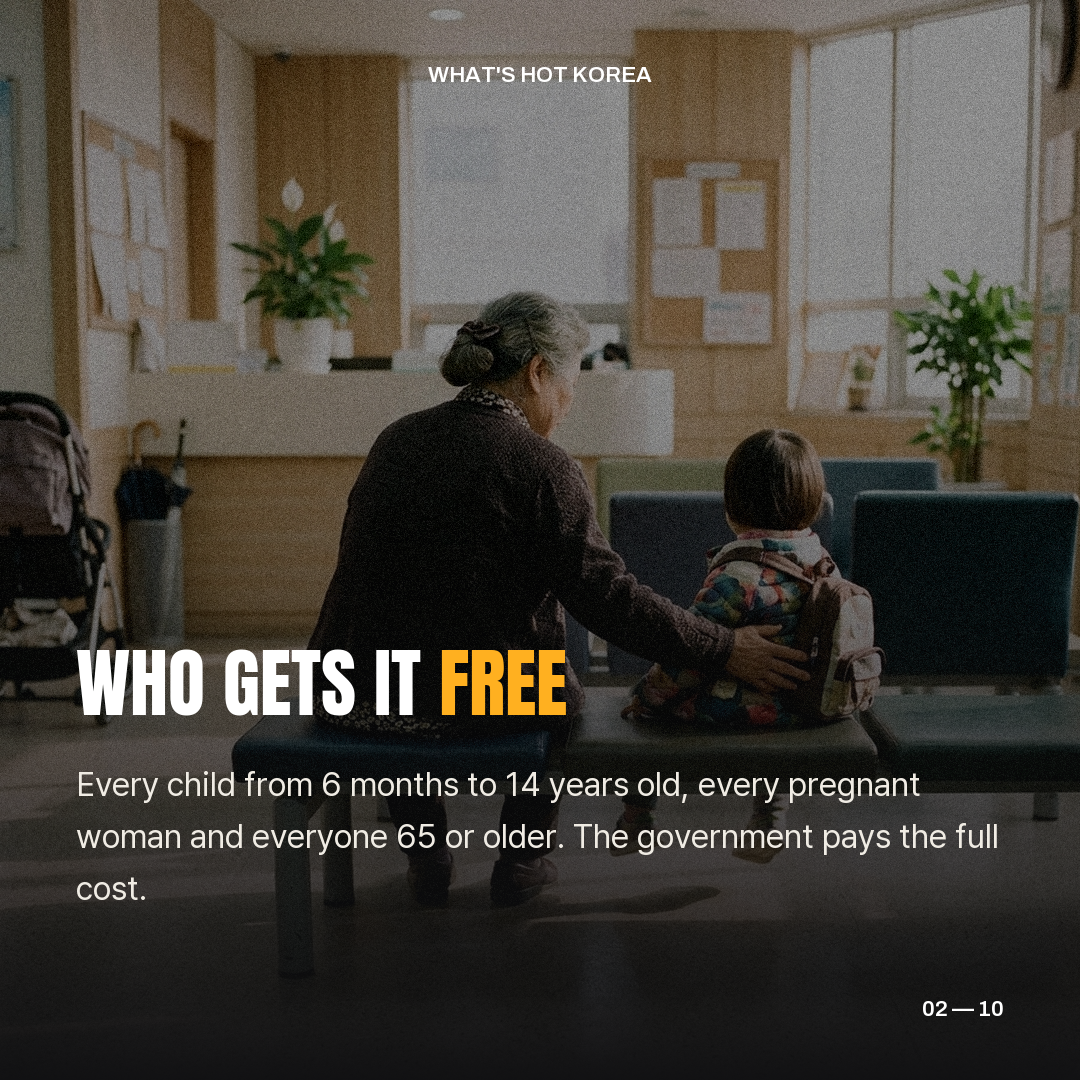 WHAT'S HOT KOREA
WHO GETS IT FREE
Every child from 6 months to 14 years old, every pregnant
woman and everyone 65 or older. The government pays the full
cost.
02 — 10